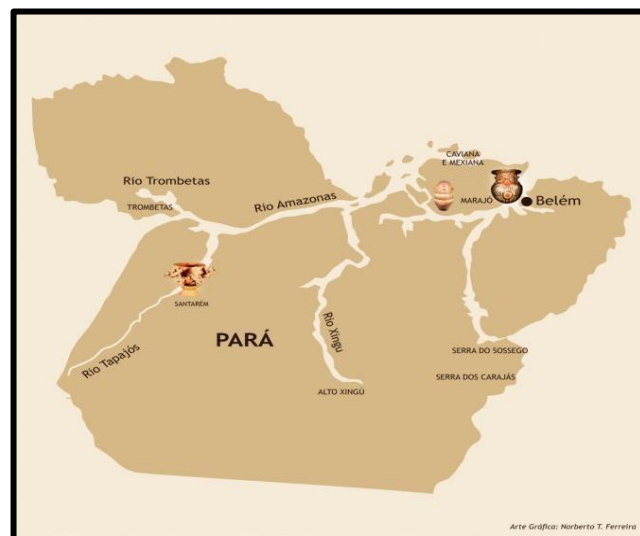 CAVIANA
E MEXIANA
Rio Trombetas
TROMBETAS
Rio Amazonas
MARAJÓ
Belém
SANTARÉM
PARÁ
Rio Xingu
Rio Tapajós
SERRA DO SOSSEGO
SERRA DOS CARAJÁS
ALTO XINGÚ
Arte Gráfica: Norberto T. Ferreira